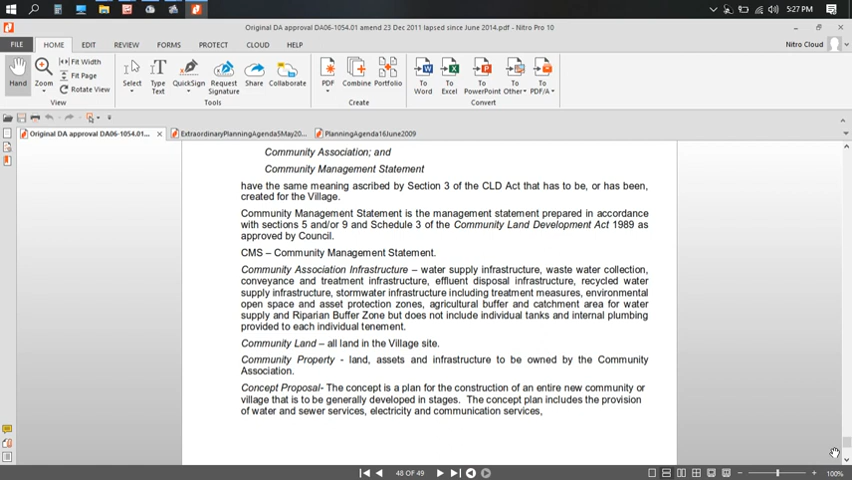 5:27 PM
Original DA approval DA06-1054.01 amend 23 Dec 2011 lapsed since June 2014.pdf - Nitro Pro 10
FILE HOME EDIT REVIEW FORMS PROTECT CLOUD HELP
Nitro Cloud
Hand
Zoom
Fit Width
Fit Page
Rotate View
Select
Type Text
QuickSign
Request Signature
Share
Collaborate
PDF
Combine
Portfolio
To Word
To Excel
To PowerPoint
To Other
To PDF/A
View Tools Create Convert
Original DA approval DA06-1054.01... ExtraordinaryPlanningAgenda5May20... PlanningAgenda16June2009
Community Association; and
Community Management Statement
have the same meaning ascribed by Section 3 of the CLD Act that has to be, or has been,
created for the Village.
Community Management Statement is the management statement prepared in accordance
with sections 5 and/or 9 and Schedule 3 of the Community Land Development Act 1989 as
approved by Council.
CMS – Community Management Statement.
Community Association Infrastructure – water supply infrastructure, waste water collection,
conveyance and treatment infrastructure, effluent disposal infrastructure, recycled water
supply infrastructure, stormwater infrastructure including treatment measures, environmental
open space and asset protection zones, agricultural buffer and catchment area for water
supply and Riparian Buffer Zone but does not include individual tanks and internal plumbing
provided to each individual tenement.
Community Land – all land in the Village site.
Community Property - land, assets and infrastructure to be owned by the Community
Association.
Concept Proposal- The concept is a plan for the construction of an entire new community or
village that is to be generally developed in stages. The concept plan includes the provision
of water and sewer services, electricity and communication services,
48 OF 49
100%